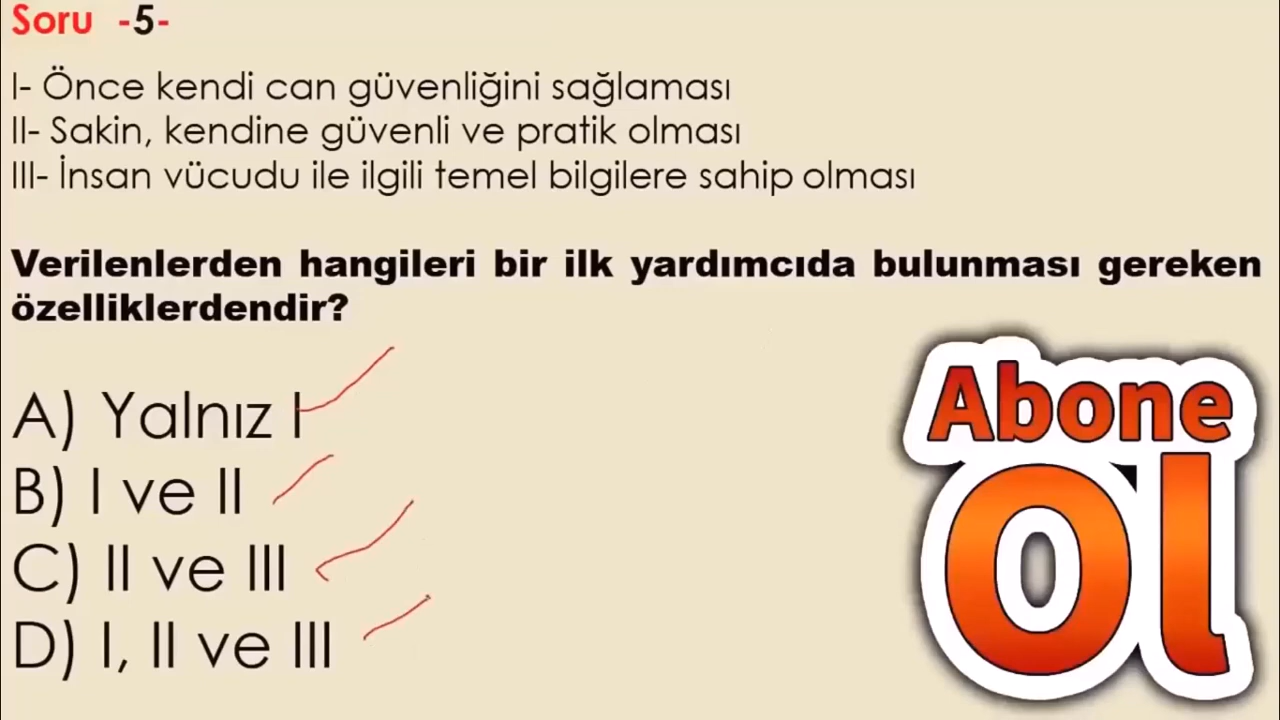 Soru -5-
I- Önce kendi can güvenliğini sağlaması
II- Sakin, kendine güvenli ve pratik olması
III- İnsan vücudu ile ilgili temel bilgilere sahip olması
Verilenlerden hangileri bir ilk yardımcıda bulunması gereken
özelliklerdendir?
A) Yalnız I
B) I ve II
C) II ve III
D) I, II ve III
Abone
Ol